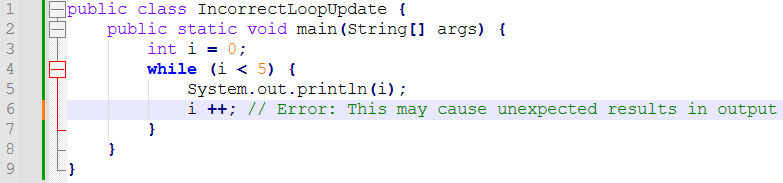 1 public class IncorrectLoopUpdate {
2 public static void main(String[] args) {
3 int i = 0;
4 while (i < 5) {
5 System.out.println(i);
6 i ++; // Error: This may cause unexpected results in output
7 }
8 }
9 }